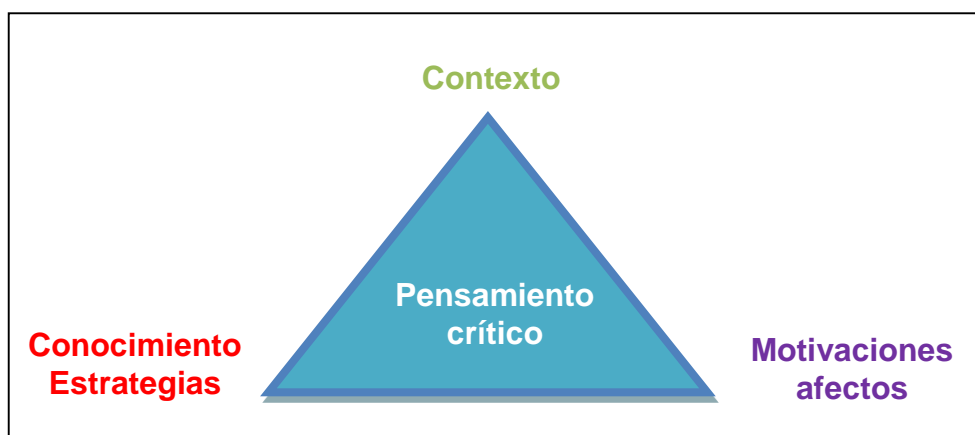 Contexto
Pensamiento
crítico
Conocimiento
Estrategias
Motivaciones
afectos